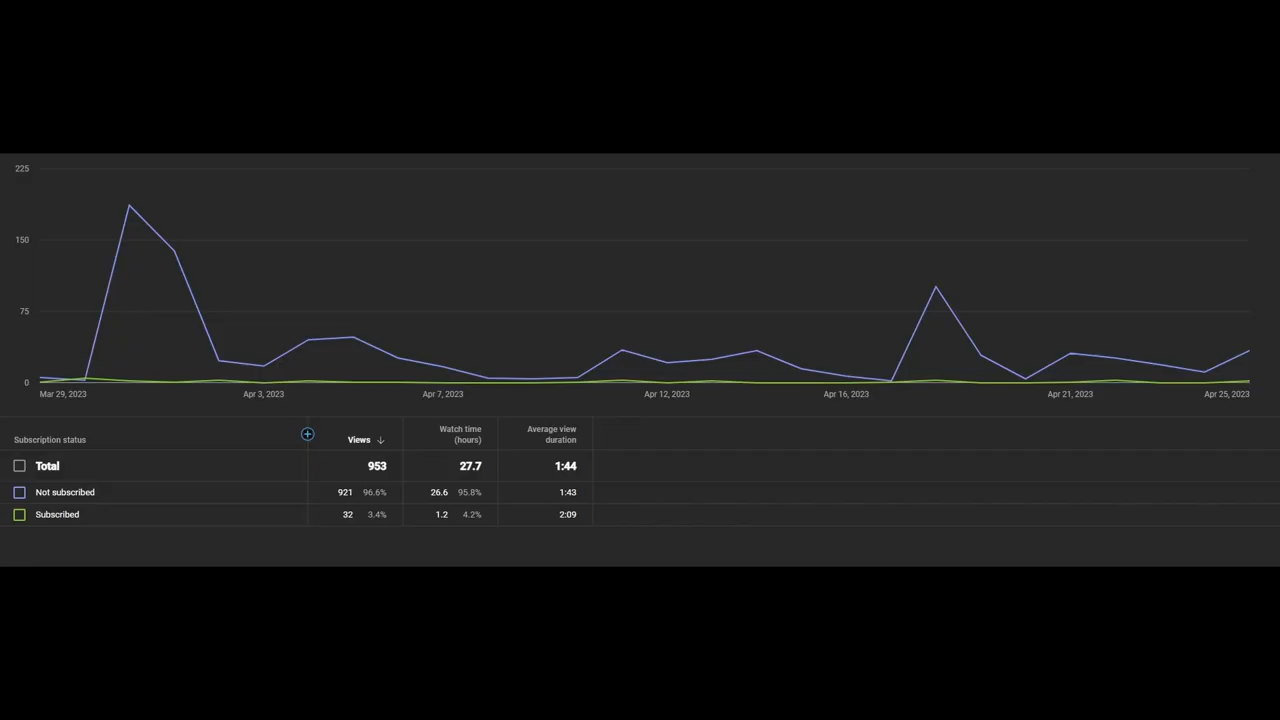 225
150
75
0
Mar 29, 2023 Apr 3, 2023 Apr 7, 2023 Apr 12, 2023 Apr 16, 2023 Apr 21, 2023 Apr 25, 2023
Subscription status Views Watch time (hours) Average view duration
Total 953 27.7 1:44
Not subscribed 921 96.6% 26.6 95.8% 1:43
Subscribed 32 3.4% 1.2 4.2% 2:09